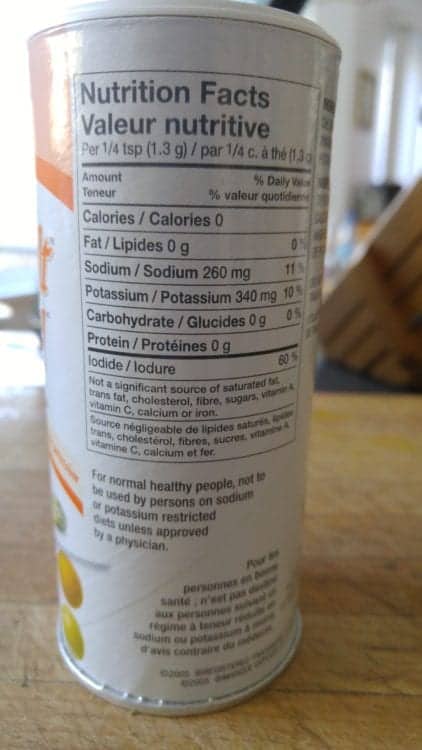 Nutrition Facts
Valeur nutritive
Per 1/4 tsp (1.3 g) / par 1/4 c. à thé (1.3 g
Amount % Daily Value
Teneur % valeur quotidienne
Calories / Calories 0
Fat / Lipides 0 g 0 %
Sodium / Sodium 260 mg 11 %
Potassium / Potassium 340 mg 10 %
Carbohydrate / Glucides 0 g 0 %
Protein / Protéines 0 g
Iodide / Iodure 60 %
Not a significant source of saturated fat,
trans fat, cholesterol, fibre, sugars, vitamin A,
vitamin C, calcium or iron.
Source négligeable de lipides saturés, lipides
trans, cholestérol, fibres, sucres, vitamine A,
vitamine C, calcium et fer.
For normal healthy people, not to
be used by persons on sodium
or potassium restricted
diets unless approved
by a physician.
Pour les
personnes en bonne
santé ; n'est pas destiné
aux personnes suivant un
régime à teneur réduite en
sodium ou potassium à moins
d'avis contraire du médecin.